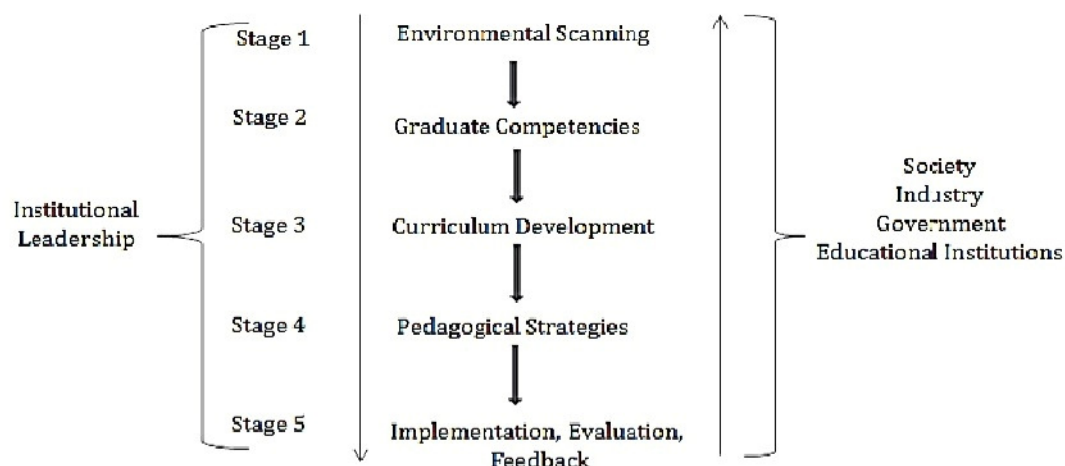 Stage 1
Environmental Scanning
Stage 2
Graduate Competencies
Institutional
Leadership
Stage 3
Curriculum Development
Society
Industry
Government
Educational Institutions
Stage 4
Pedagogical Strategies
Stage 5
Implementation, Evaluation,
Feedback